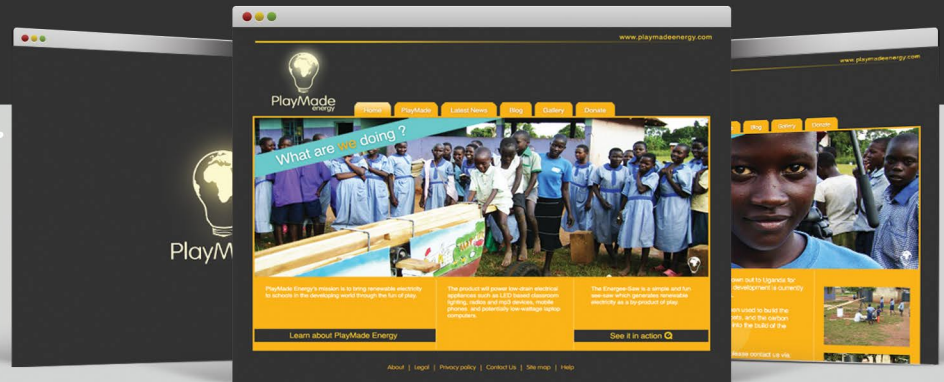 www.playmadeenergy.com
PlayMade
energy
Home
PlayMade
Latest News
Blog
Gallery
Donate
What are we doing ?
PlayMade Energy's mission is to bring renewable electricity
to schools in the developing world through the fun of play.
The product will power low-drain electrical
appliances such as LED based classroom
lighting, radios and mp3 devices, mobile
phones and potentially low-wattage laptop
computers.
The Energee-Saw is a simple and fun
see-saw which generates renewable
electricity as a by-product of play
Learn about PlayMade Energy
See it in action
About | Legal | Privacy policy | Contact Us | Site map | Help
PlayM
www.playmadeenergy.com
Blog
Gallery
Donate
out to Uganda for
development is currently
used to build the
and the carbon
into the build of the
please contact us via